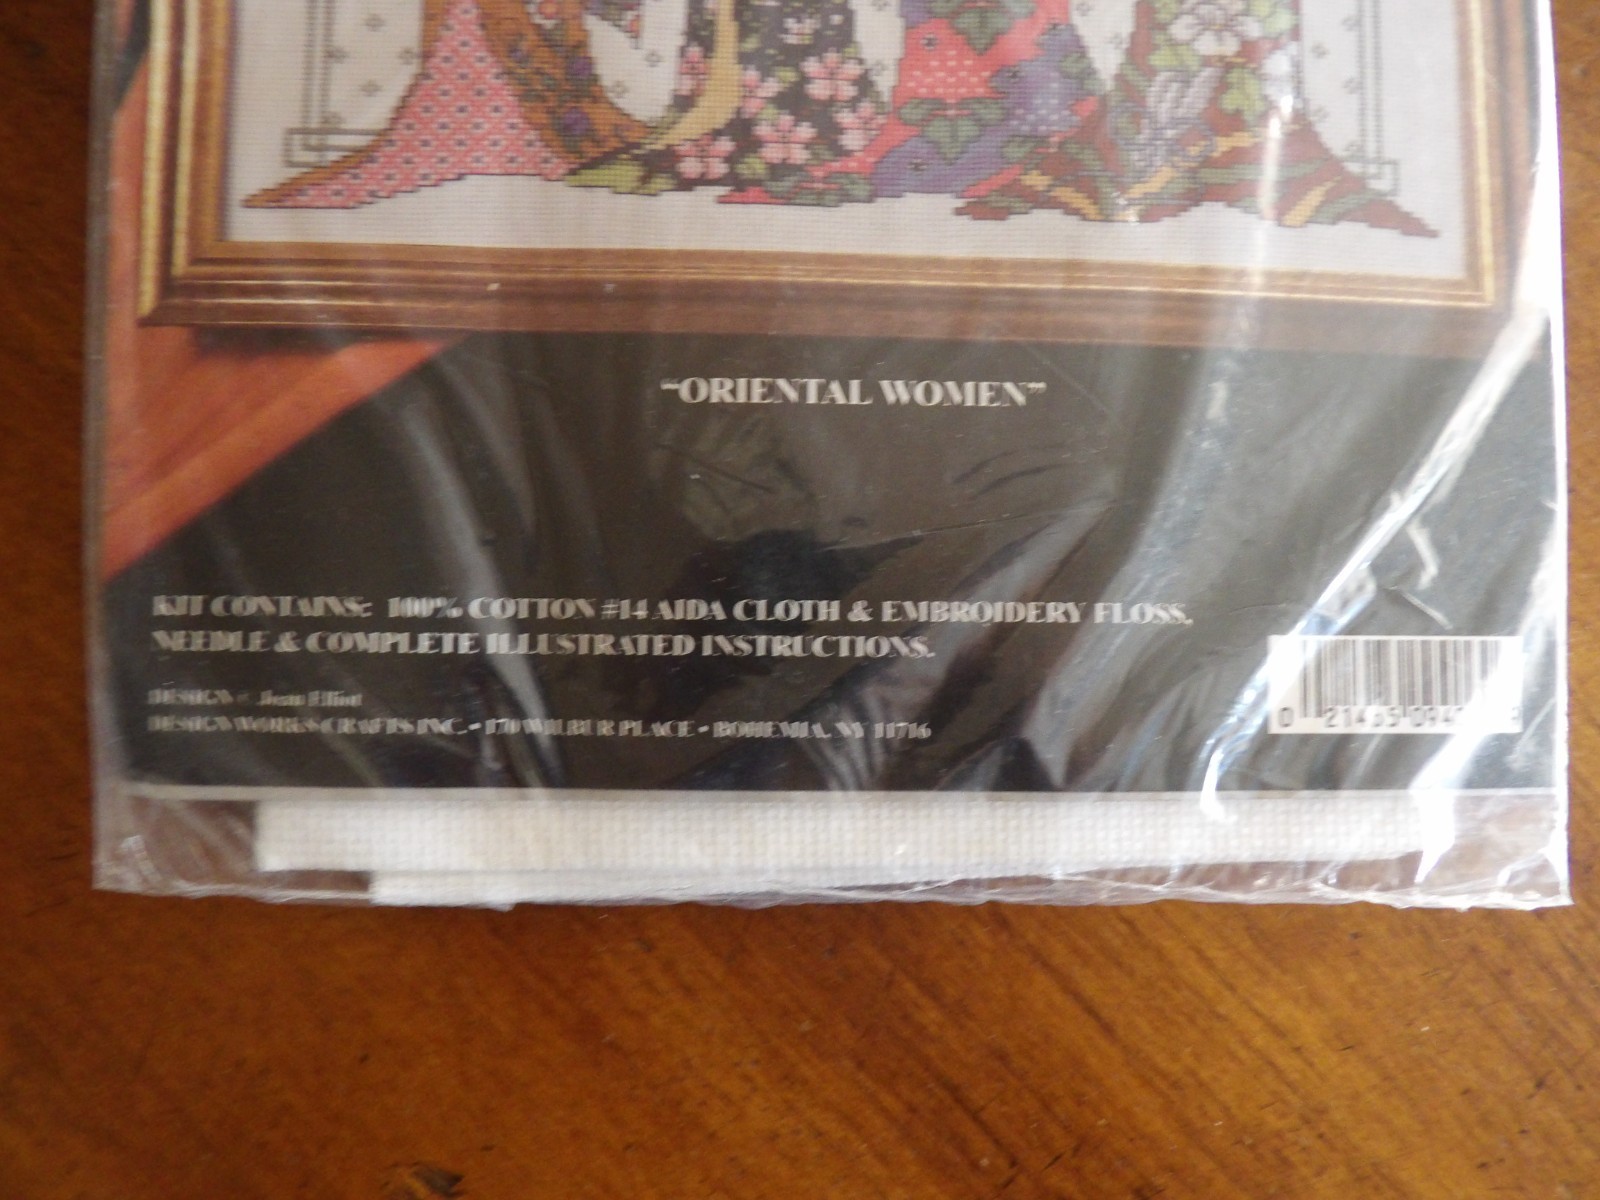 “ORIENTAL WOMEN”
KIT CONTAINS: 100% COTTON #14 AIDA CLOTH & EMBROIDERY FLOSS,
NEEDLE & COMPLETE ILLUSTRATED INSTRUCTIONS.
DESIGN © Joan Elliott
DESIGN WORKS CRAFTS INC. - 170 WILBUR PLACE - BOHEMIA, NY 11716
0